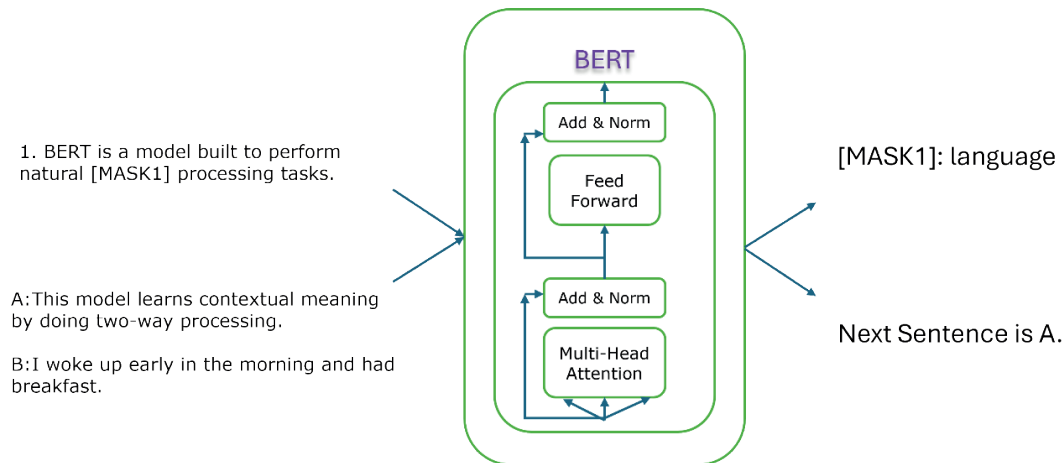 1. BERT is a model built to perform
natural [MASK1] processing tasks.
A:This model learns contextual meaning
by doing two-way processing.
B:I woke up early in the morning and had
breakfast.
BERT
Add & Norm
Feed
Forward
Add & Norm
Multi-Head
Attention
[MASK1]: language
Next Sentence is A.